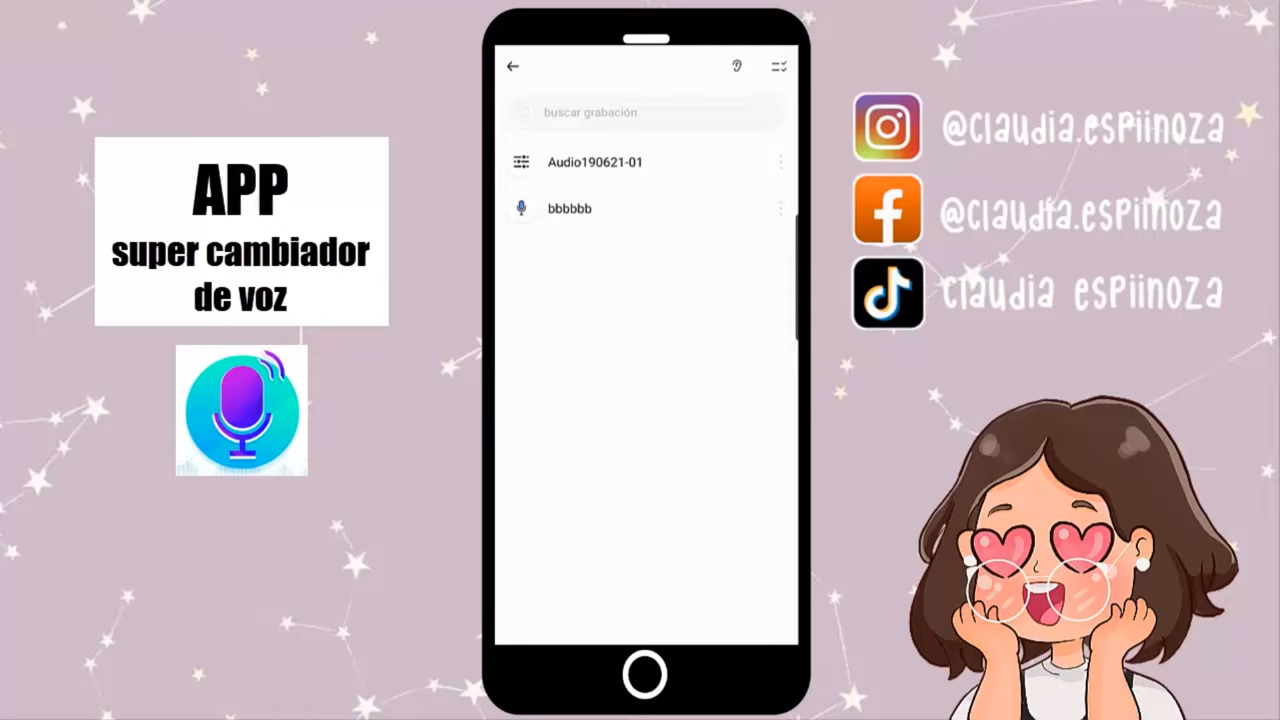 APP
super cambiador
de voz
buscar grabación
Audio190621-01
bbbbbb
@claudia.espiinoza
@claudia.espiinoza
claudia espiinoza